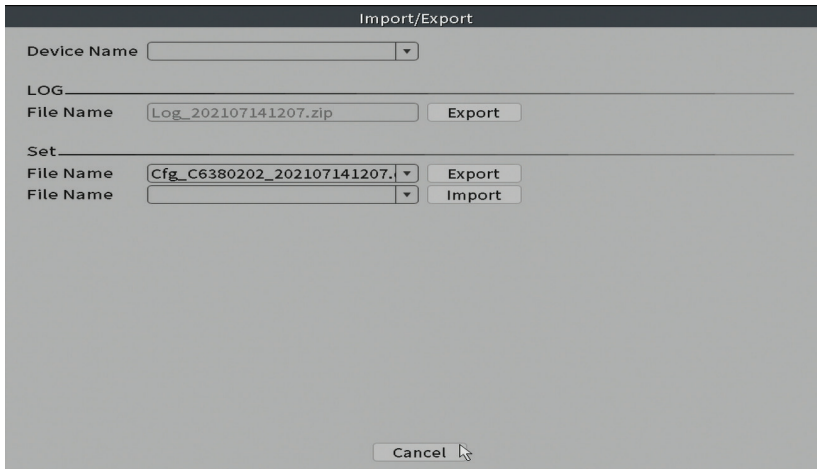 Import/Export
Device Name
LOG
File Name Log_202107141207.zip Export
Set
File Name Cfg_C6380202_202107141207. Export
File Name Import
Cancel